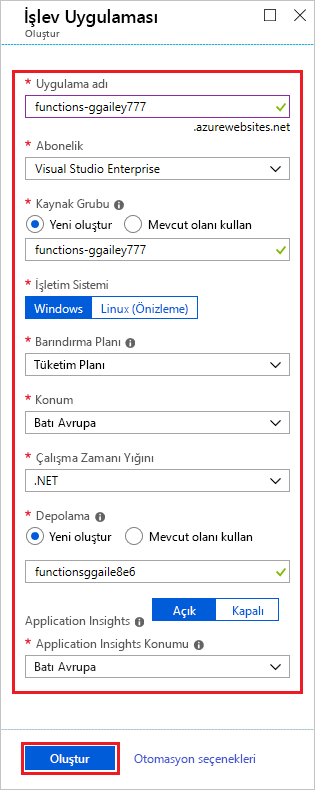 İşlev Uygulaması
Oluştur
* Uygulama adı
functions-ggailey777
.azurewebsites.net
* Abonelik
Visual Studio Enterprise
* Kaynak Grubu
Yeni oluştur Mevcut olanı kullan
functions-ggailey777
* İşletim Sistemi
Windows Linux (Önizleme)
* Barındırma Planı
Tüketim Planı
* Konum
Batı Avrupa
* Çalışma Zamanı Yığını
.NET
* Depolama
Yeni oluştur Mevcut olanı kullan
functionsggaile8e6
Açık Kapalı
Application Insights
* Application Insights Konumu
Batı Avrupa
Oluştur Otomasyon seçenekleri